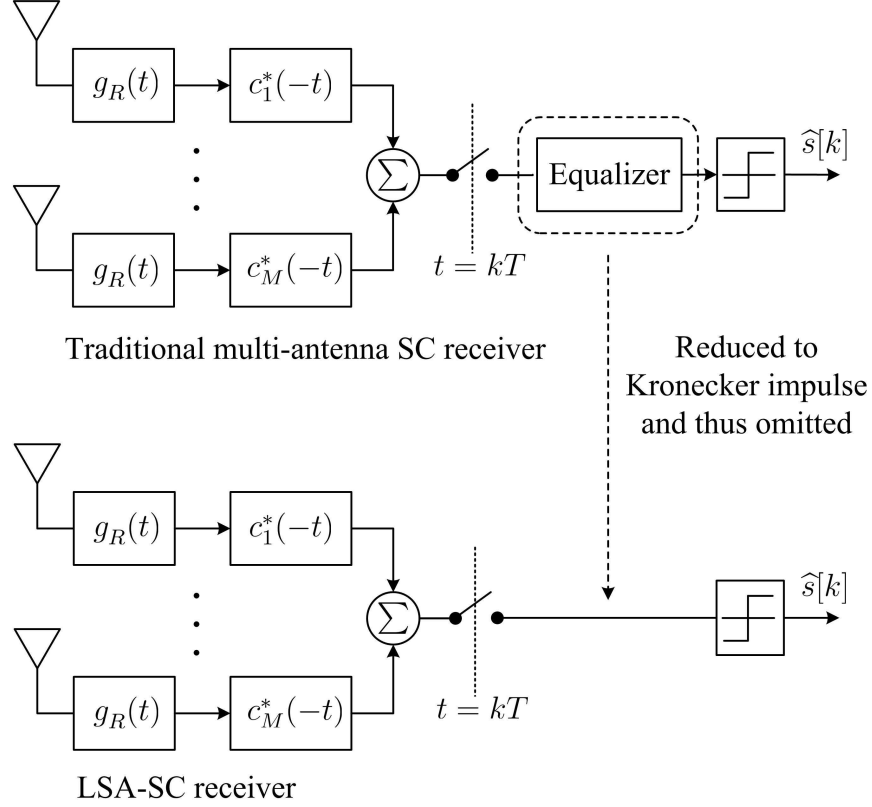 g_R(t) c_1^*(-t)
Σ Equalizer ŝ[k]
g_R(t) c_M^*(-t) t = kT
Traditional multi-antenna SC receiver
Reduced to
Kronecker impulse
and thus omitted
g_R(t) c_1^*(-t)
Σ ŝ[k]
g_R(t) c_M^*(-t) t = kT
LSA-SC receiver